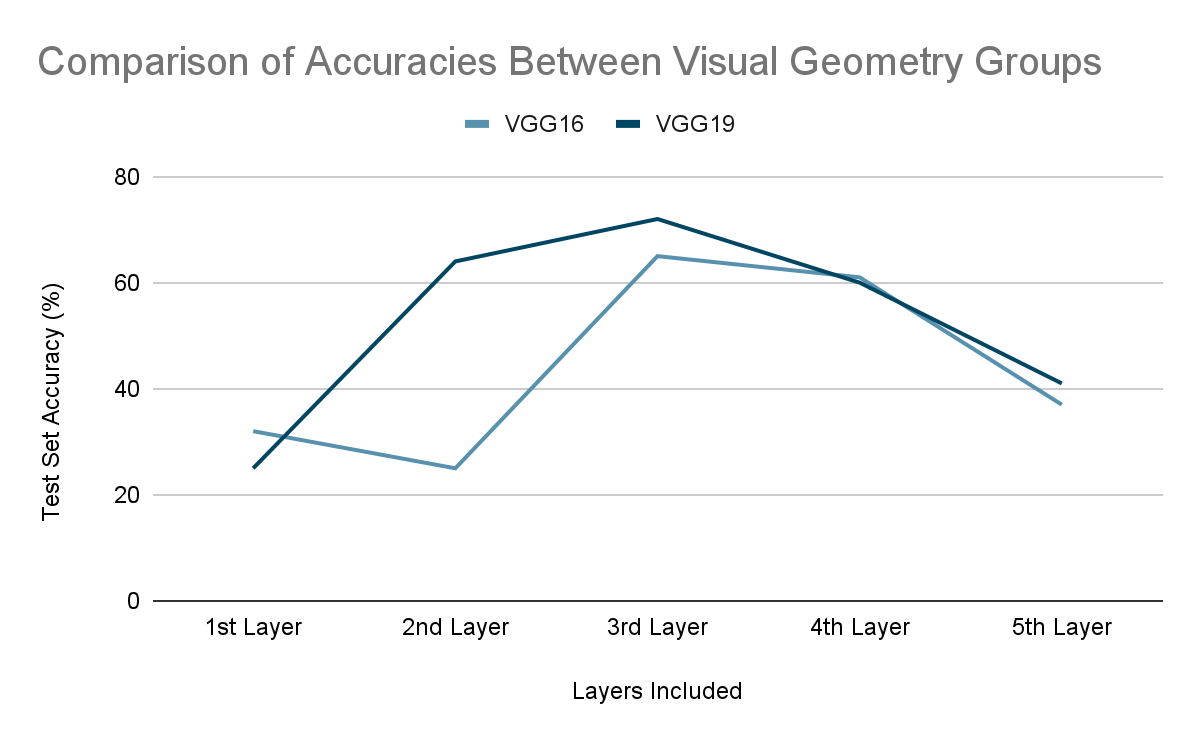 Comparison of Accuracies Between Visual Geometry Groups
VGG16 VGG19
80
60
40
20
0
Test Set Accuracy (%)
1st Layer 2nd Layer 3rd Layer 4th Layer 5th Layer
Layers Included